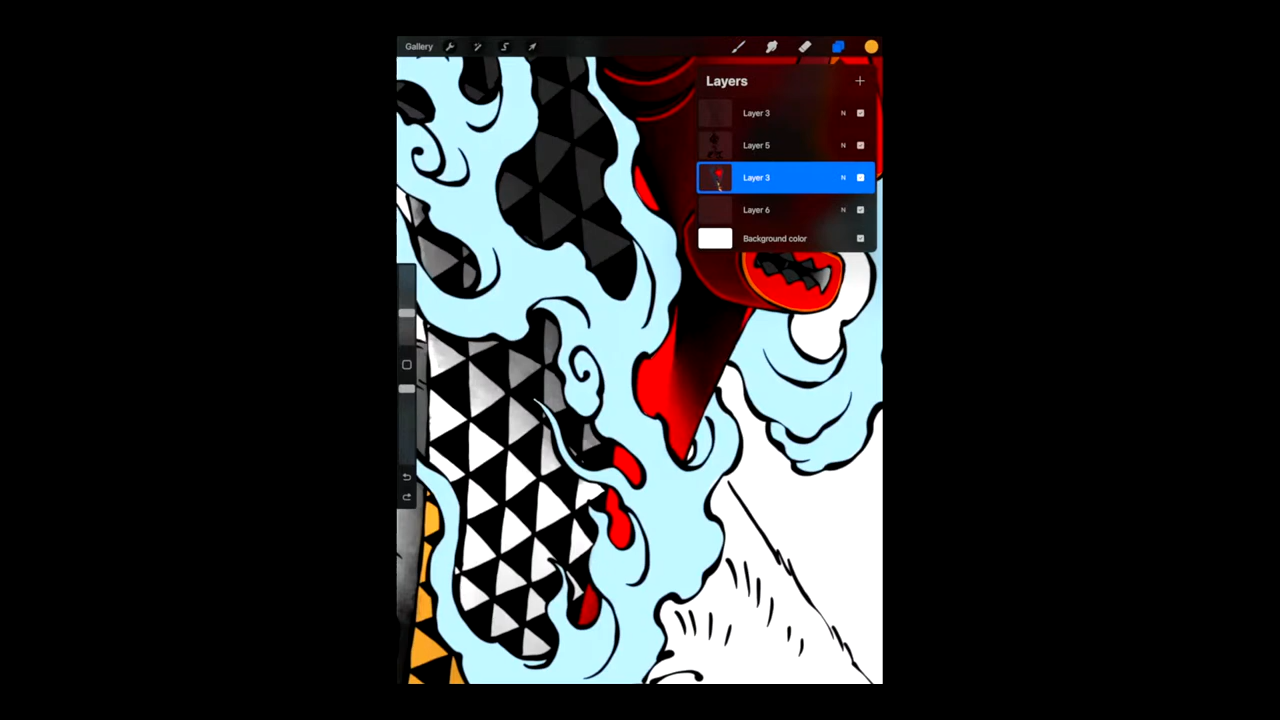 Gallery
Layers
Layer 3 N
Layer 5 N
Layer 3 N
Layer 6 N
Background color